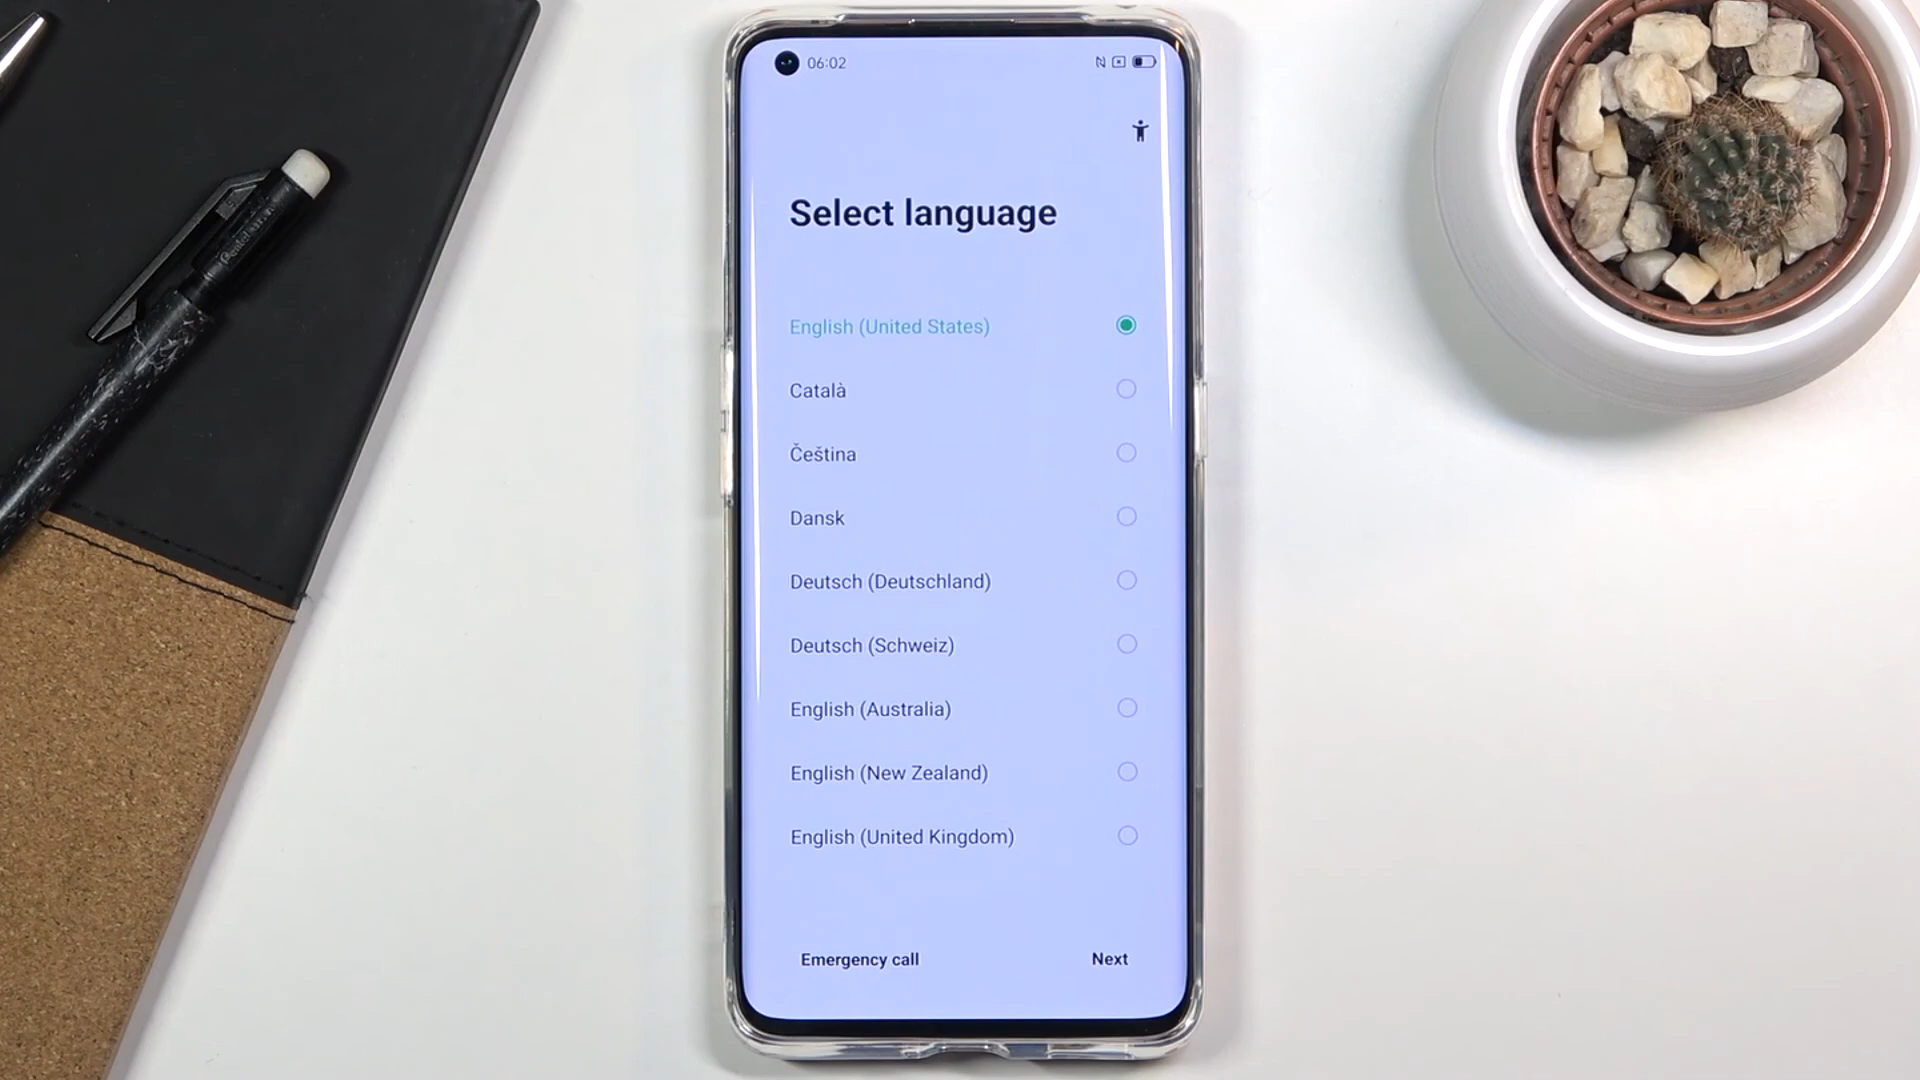 06:02
Select language
English (United States)
Català
Čeština
Dansk
Deutsch (Deutschland)
Deutsch (Schweiz)
English (Australia)
English (New Zealand)
English (United Kingdom)
Emergency call
Next